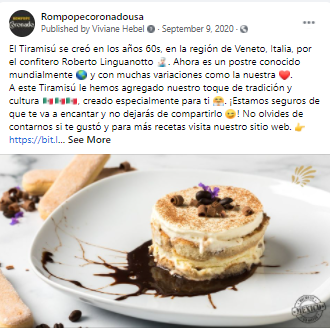 Rompopecoronadousa
Published by Viviane Hebel · September 9, 2020 ·
El Tiramisú se creó en los años 60s, en la región de Veneto, Italia, por
el confitero Roberto Linguanotto 👨‍🍳. Ahora es un postre conocido
mundialmente 🌎 y con muchas variaciones como la nuestra ❤️.
A este Tiramisú le hemos agregado nuestro toque de tradición y
cultura 🇲🇽🇲🇽🇲🇽, creado especialmente para ti 🤗. ¡Estamos seguros de
que te va a encantar y no dejarás de compartirlo 😏! No olvides de
contarnos si te gustó y para más recetas visita nuestro sitio web. 👉
https://bit.l... See More
Coronado
MEXICO